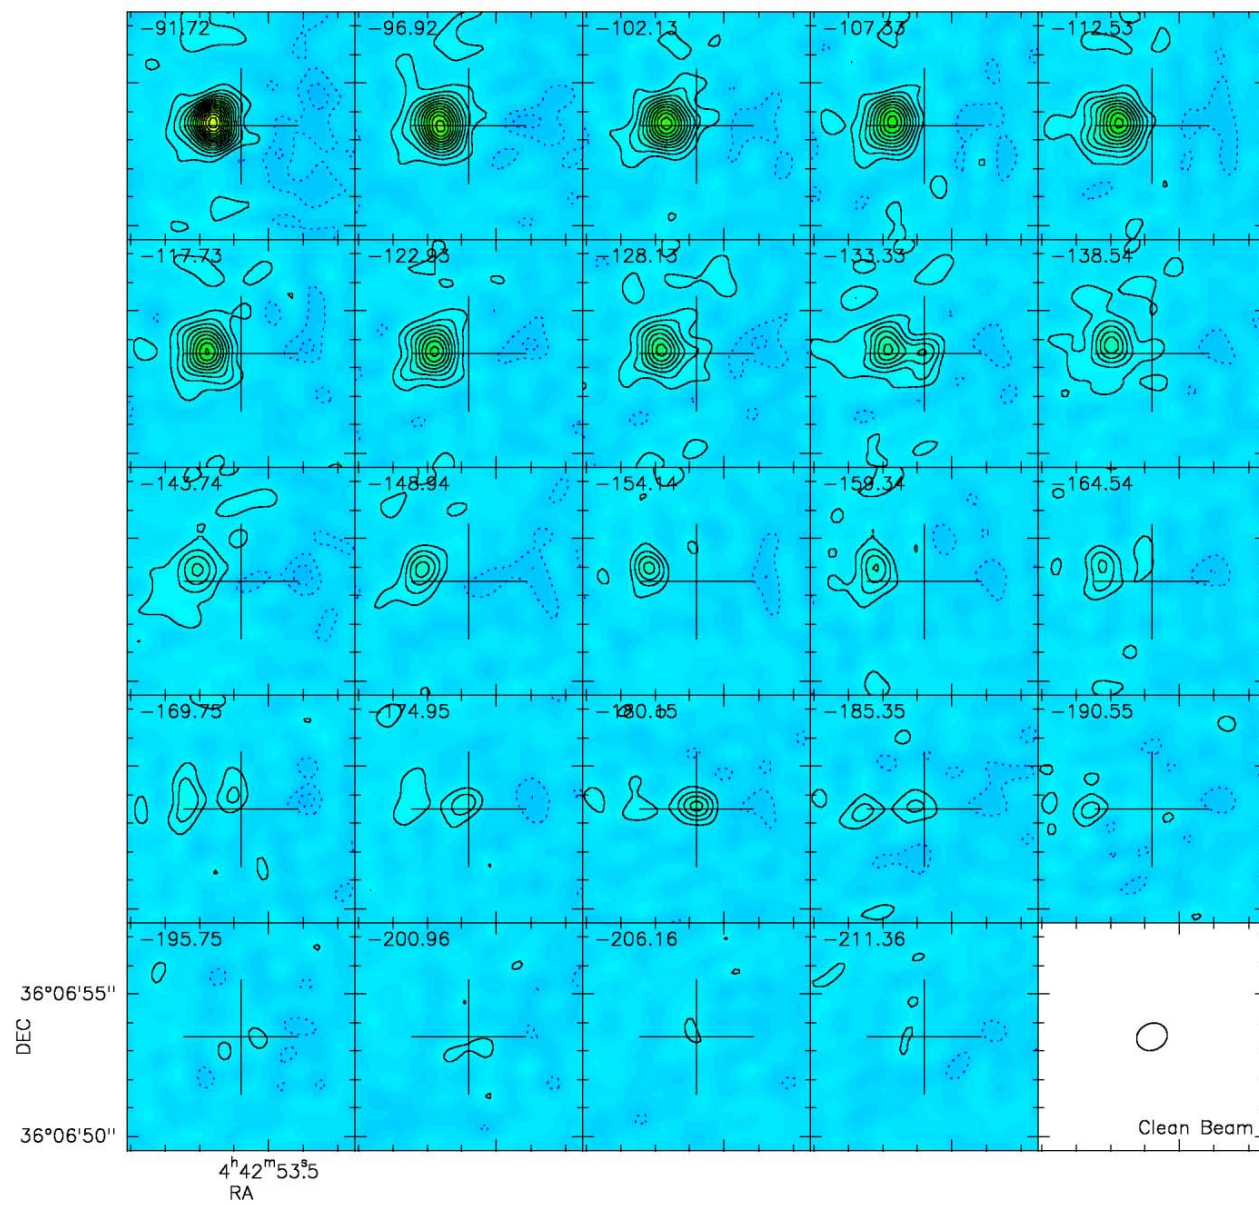 −91.72 −96.92 −102.13 −107.33 −112.53
−117.73 −122.93 −128.13 −133.33 −138.54
−143.74 −148.94 −154.14 −159.34 −164.54
−169.75 −174.95 −180.15 −185.35 −190.55
−195.75 −200.96 −206.16 −211.36
36°06'55"
DEC
Clean Beam
36°06'50"
4ʰ42ᵐ53ˢ.5
RA